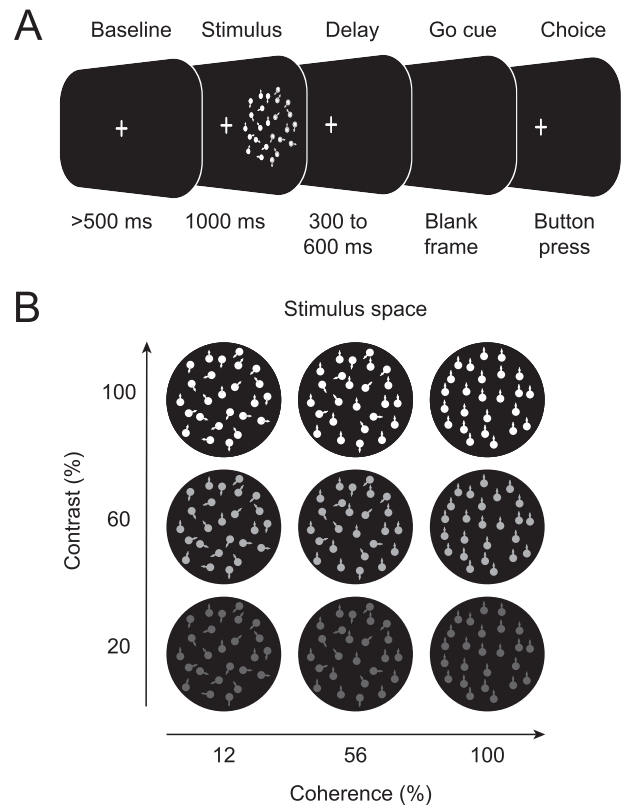 A
Baseline Stimulus Delay Go cue Choice
>500 ms 1000 ms 300 to 600 ms Blank frame Button press
B
Stimulus space
Contrast (%)
100
60
20
12 56 100
Coherence (%)